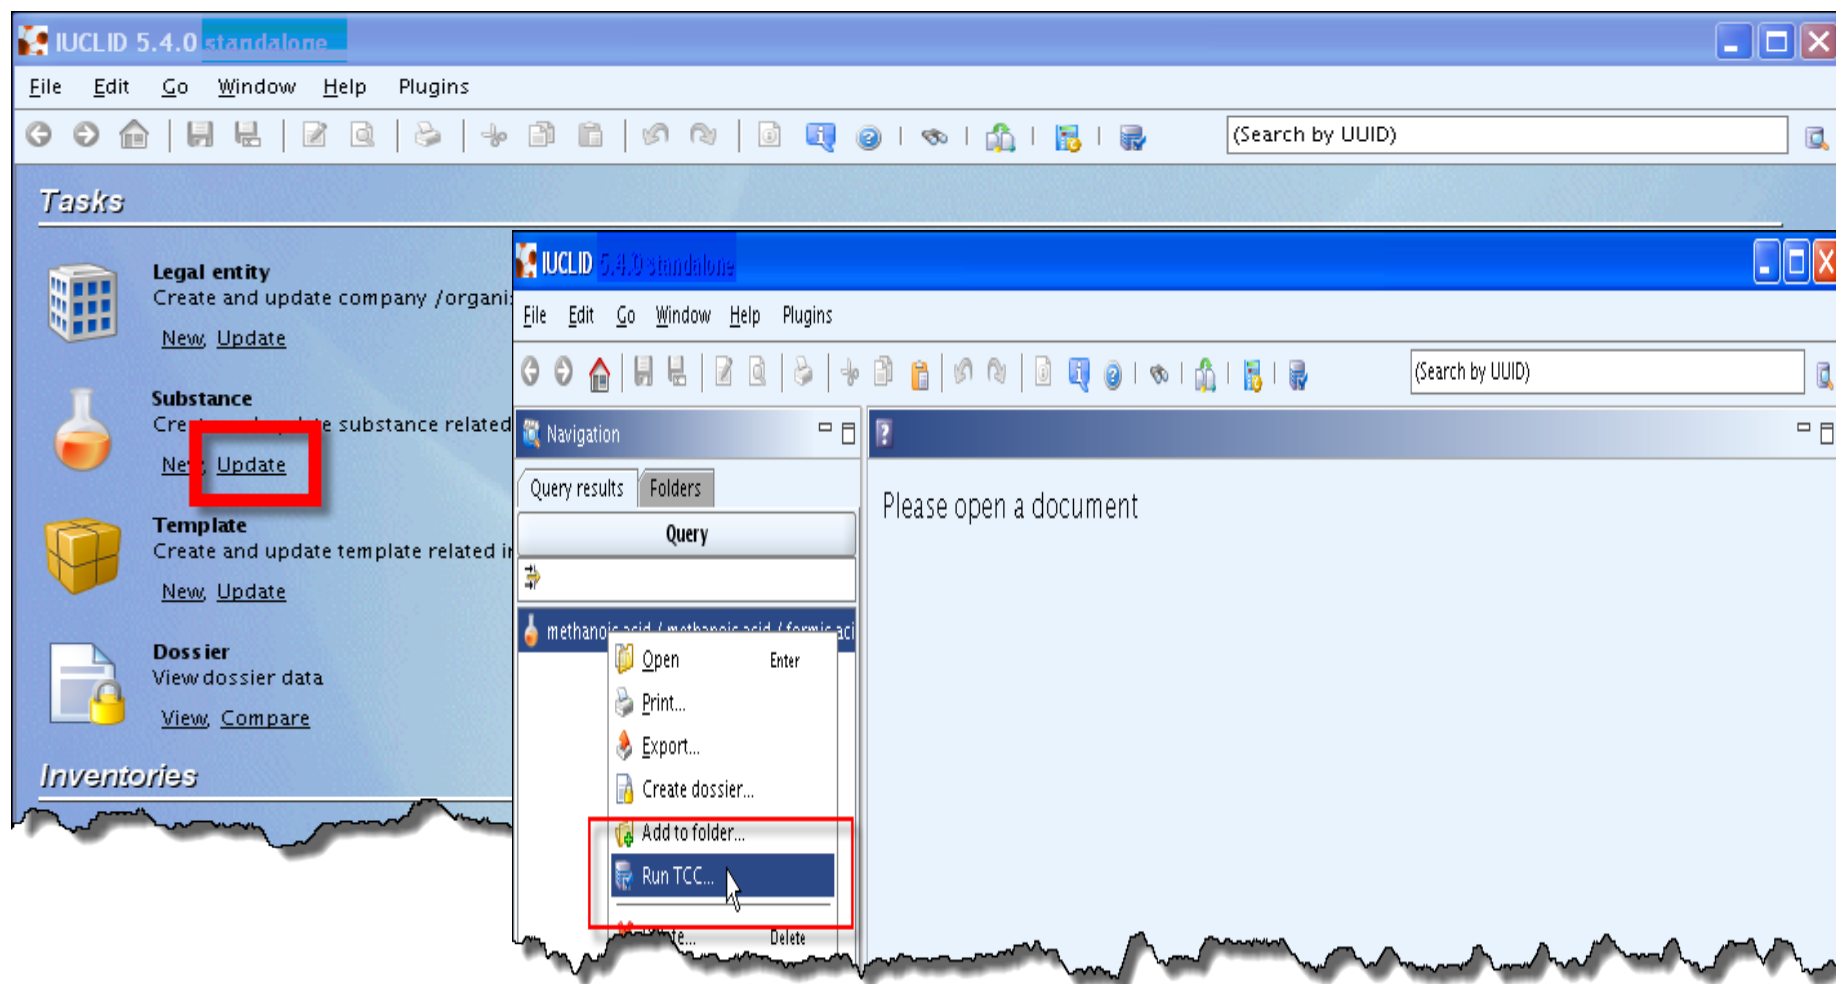 IUCLID 5.4.0 standalone
File Edit Go Window Help Plugins
(Search by UUID)
Tasks
Legal entity
Create and update company /organi
New, Update
Substance
update substance related
New, Update
Template
Create and update template related in
New, Update
Dossier
View dossier data
View, Compare
Inventories
IUCLID 5.4.0 standalone
File Edit Go Window Help Plugins
(Search by UUID)
Navigation
Query results Folders
Query
Please open a document
methanoic acid / methanoic acid / formic aci
Open Enter
Print...
Export...
Create dossier...
Add to folder...
Run TCC...
Delete